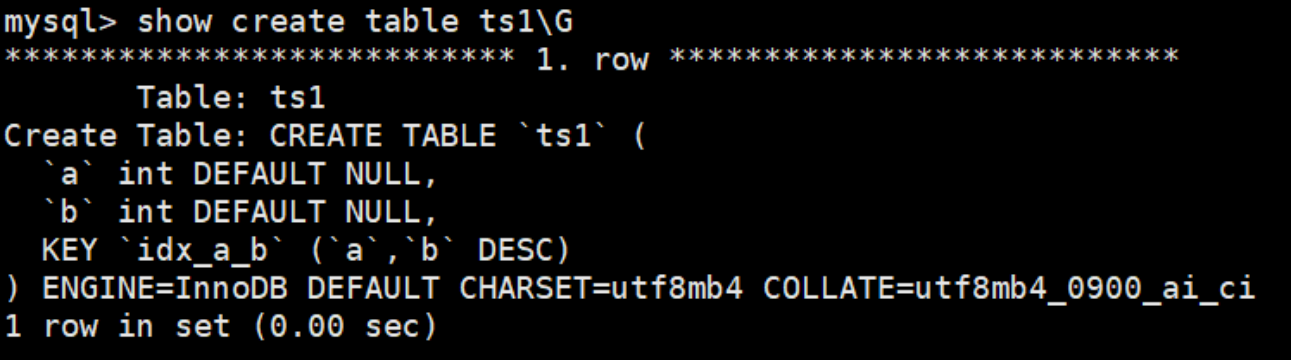 mysql> show create table ts1\G
*************************** 1. row ***************************
       Table: ts1
Create Table: CREATE TABLE `ts1` (
  `a` int DEFAULT NULL,
  `b` int DEFAULT NULL,
  KEY `idx_a_b` (`a`,`b` DESC)
) ENGINE=InnoDB DEFAULT CHARSET=utf8mb4 COLLATE=utf8mb4_0900_ai_ci
1 row in set (0.00 sec)